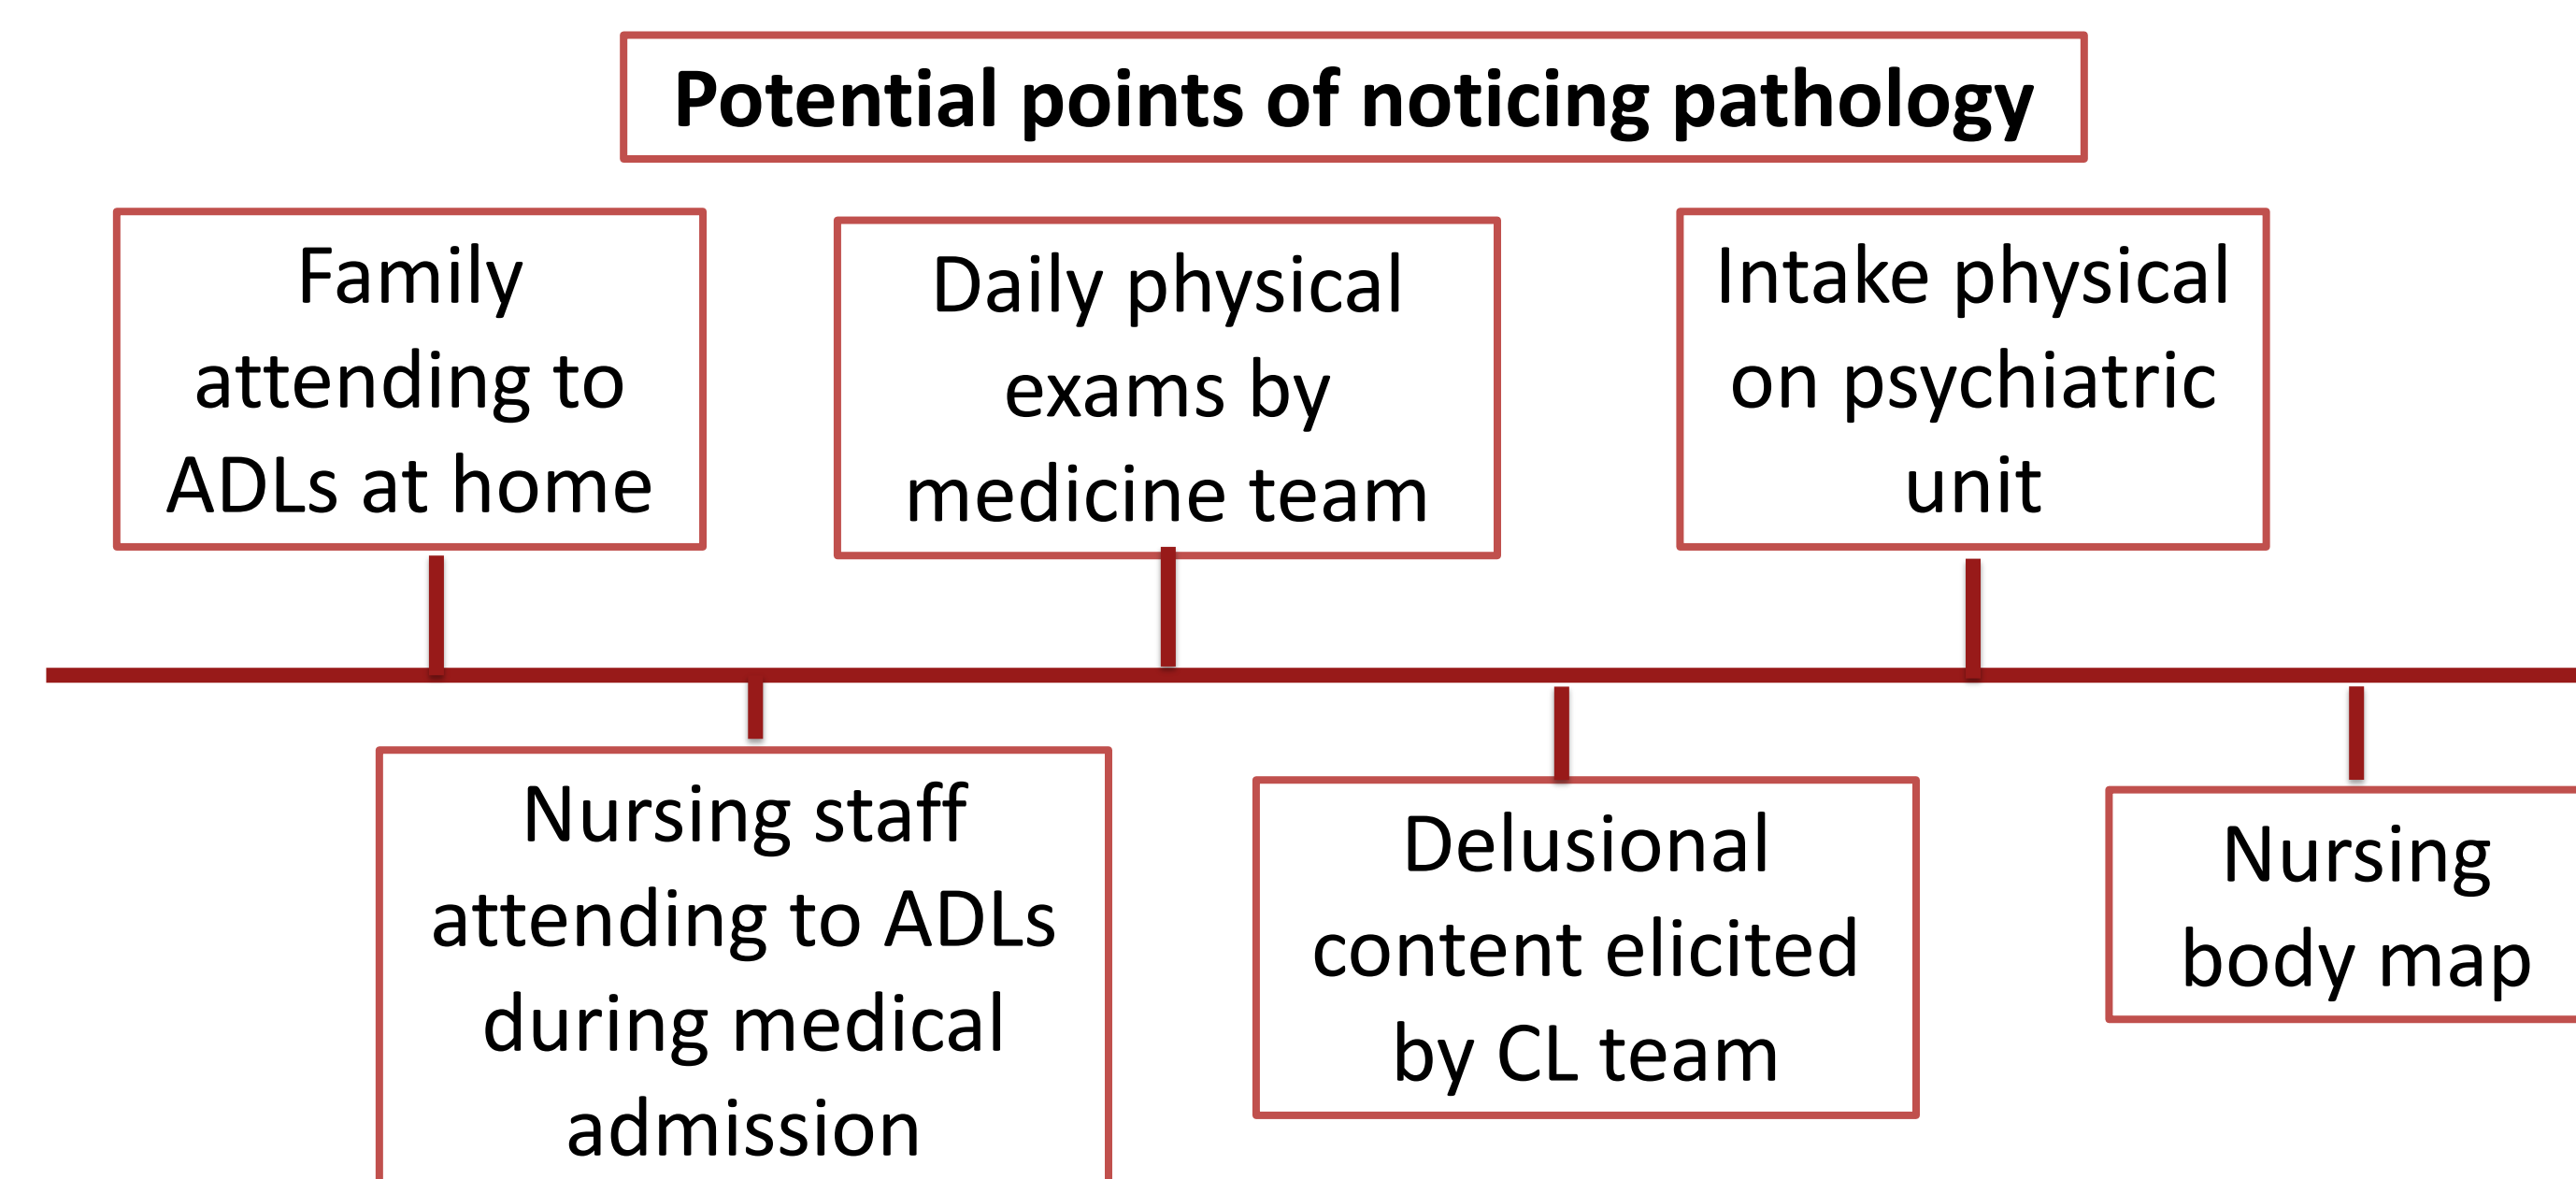 Potential points of noticing pathology
Family
attending to
ADLs at home
Daily physical
exams by
medicine team
Intake physical
on psychiatric
unit
Nursing staff
attending to ADLs
during medical
admission
Delusional
content elicited
by CL team
Nursing
body map